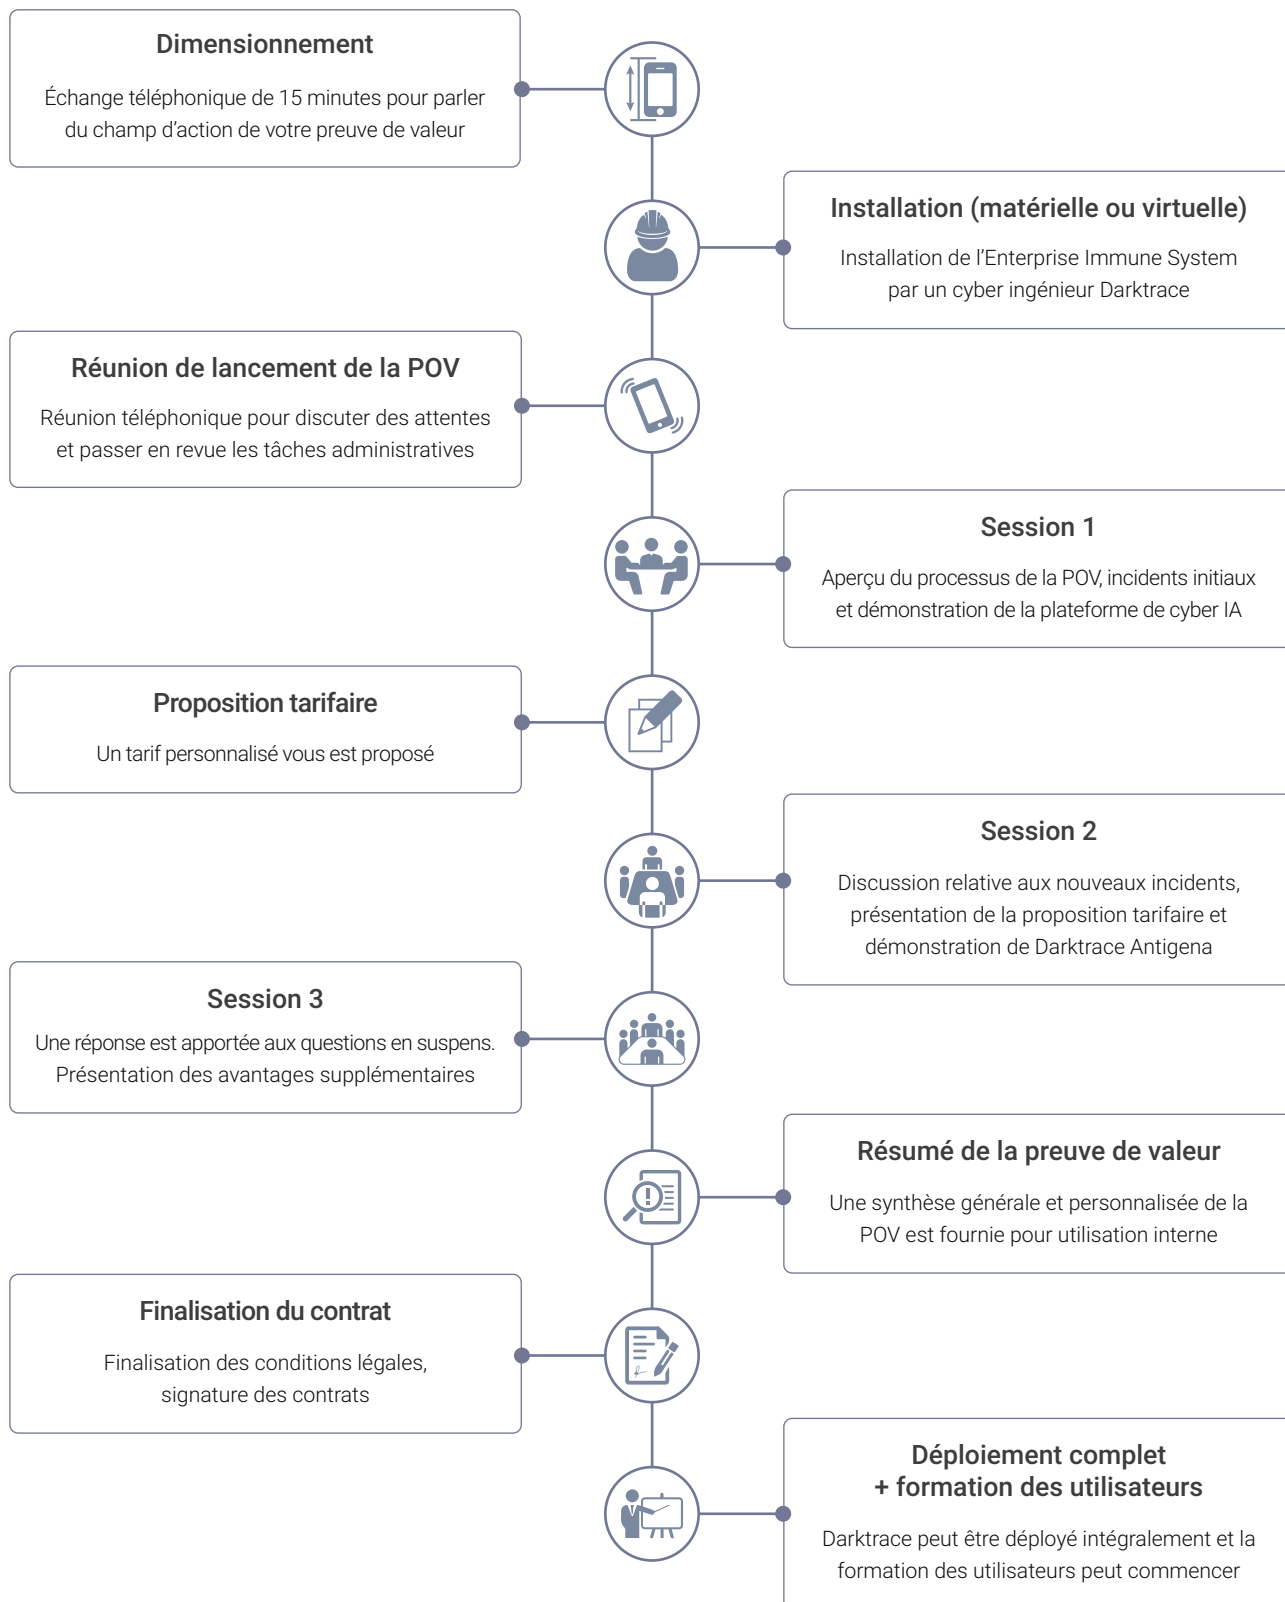 Dimensionnement
Échange téléphonique de 15 minutes pour parler
du champ d'action de votre preuve de valeur
Installation (matérielle ou virtuelle)
Installation de l'Enterprise Immune System
par un cyber ingénieur Darktrace
Réunion de lancement de la POV
Réunion téléphonique pour discuter des attentes
et passer en revue les tâches administratives
Session 1
Aperçu du processus de la POV, incidents initiaux
et démonstration de la plateforme de cyber IA
Proposition tarifaire
Un tarif personnalisé vous est proposé
Session 2
Discussion relative aux nouveaux incidents,
présentation de la proposition tarifaire et
démonstration de Darktrace Antigena
Session 3
Une réponse est apportée aux questions en suspens.
Présentation des avantages supplémentaires
Résumé de la preuve de valeur
Une synthèse générale et personnalisée de la
POV est fournie pour utilisation interne
Finalisation du contrat
Finalisation des conditions légales,
signature des contrats
Déploiement complet
+ formation des utilisateurs
Darktrace peut être déployé intégralement et la
formation des utilisateurs peut commencer